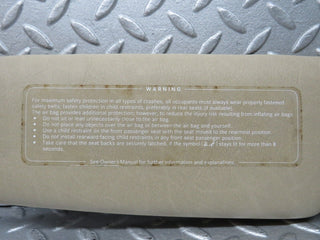 WARNING
For maximum safety protection in all types of crashes, all occupants must always wear properly fastened
safety belts; fasten children in child restraints, preferably in rear seats (if available).
The air bag provides additional protection; however, to reduce the injury risk resulting from inflating air bags
• Do not sit or lean unnecessarily close to the air bag.
• Do not place any objects over the air bag or between the air bag and yourself.
• Use a child restraint on the front passenger seat with the seat moved to the rearmost position.
• Do not install rearward facing child restraints in any front seat passenger position.
• Take care that the seat backs are securely latched, if the symbol ( ) stays lit for more than 8
seconds.
See Owner's Manual for further information and explanations.